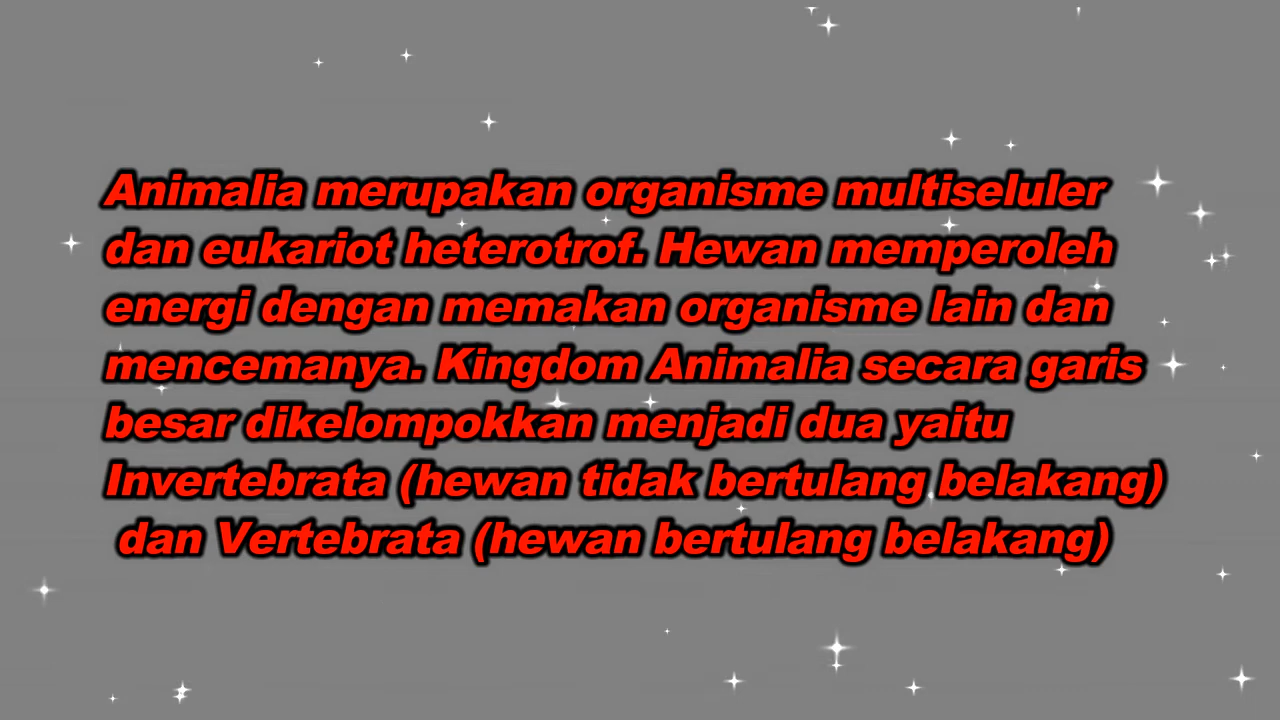 Animalia merupakan organisme multiseluler
dan eukariot heterotrof. Hewan memperoleh
energi dengan memakan organisme lain dan
mencemanya. Kingdom Animalia secara garis
besar dikelompokkan menjadi dua yaitu
Invertebrata (hewan tidak bertulang belakang)
dan Vertebrata (hewan bertulang belakang)